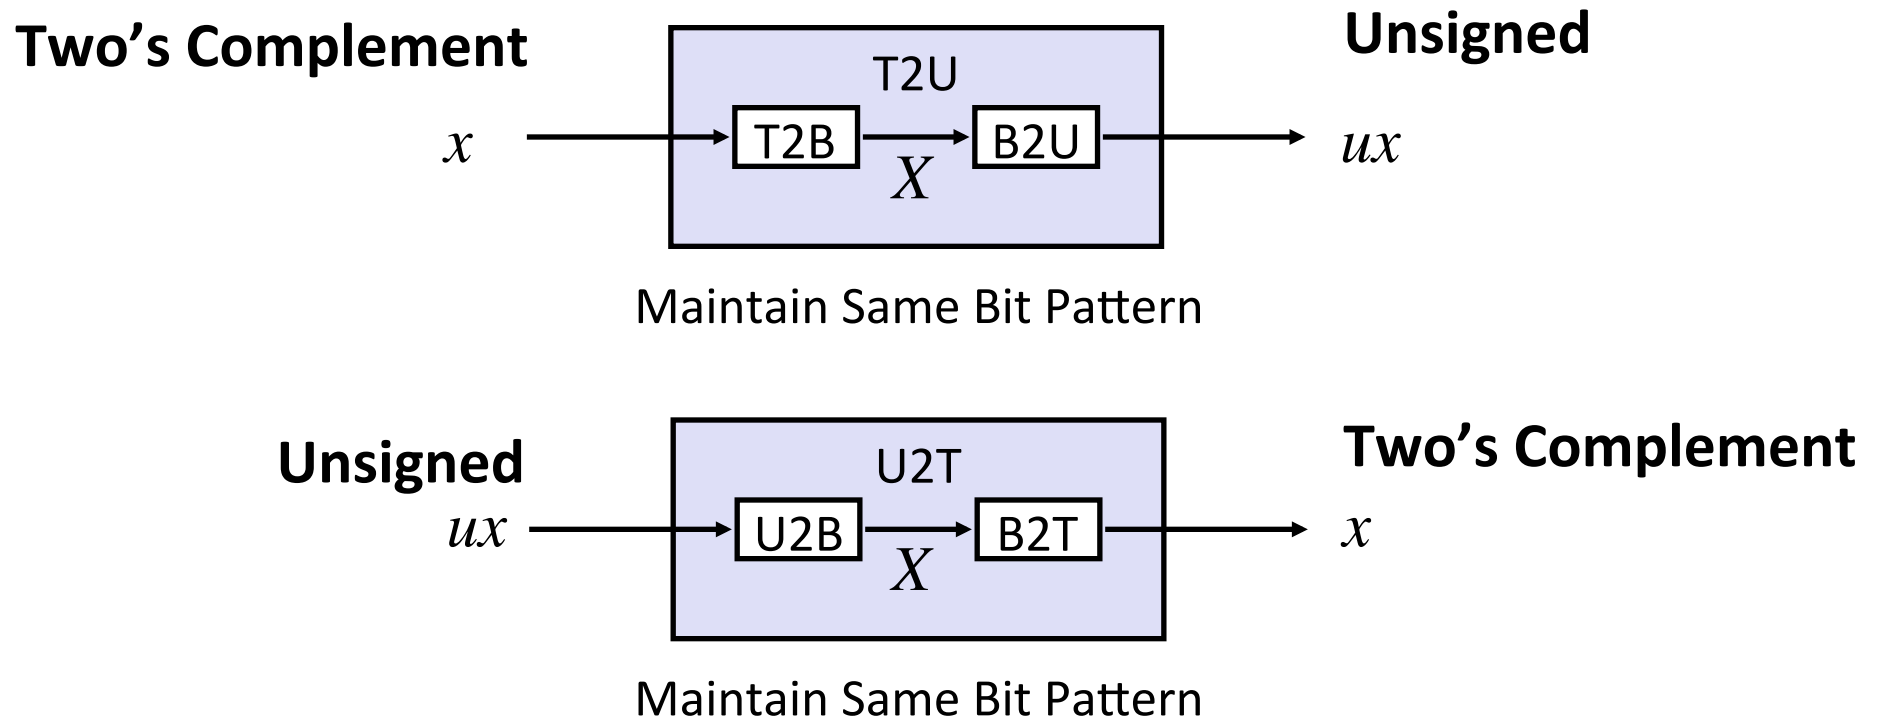 Two’s Complement
Unsigned
T2U
x
T2B
B2U
ux
X
Maintain Same Bit Pattern
Unsigned
Two’s Complement
U2T
ux
U2B
B2T
x
X
Maintain Same Bit Pattern